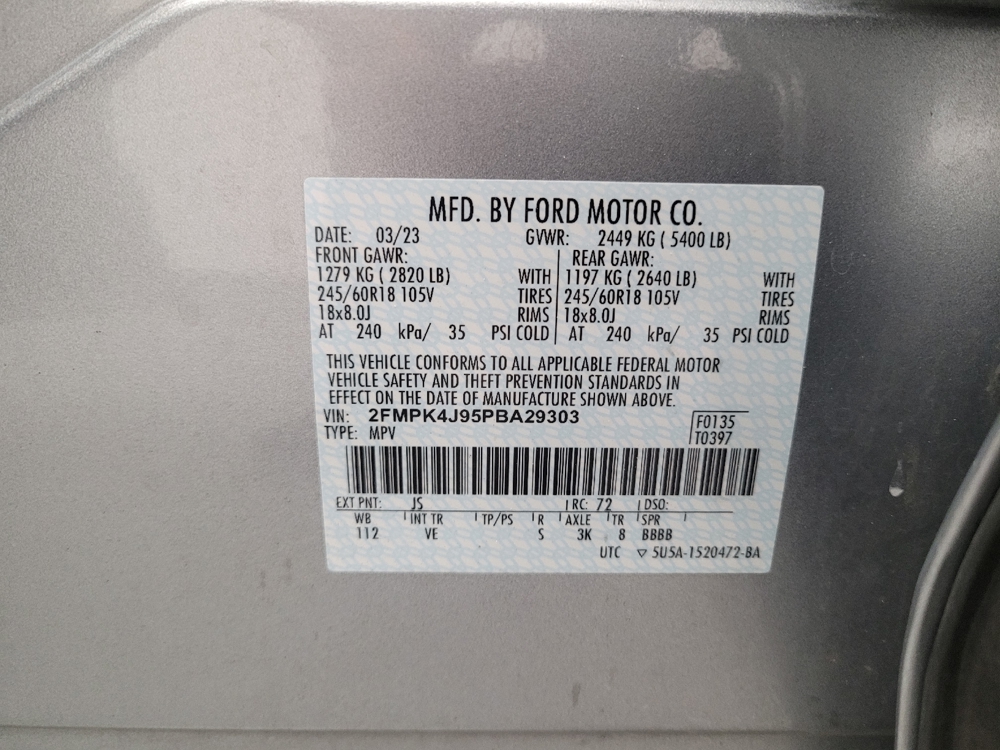 MFD. BY FORD MOTOR CO.
DATE: 03/23 GVWR: 2449 KG ( 5400 LB)
FRONT GAWR: REAR GAWR:
1279 KG ( 2820 LB) WITH 1197 KG ( 2640 LB) WITH
245/60R18 105V TIRES 245/60R18 105V TIRES
18x8.0J RIMS 18x8.0J RIMS
AT 240 kPa/ 35 PSI COLD AT 240 kPa/ 35 PSI COLD
THIS VEHICLE CONFORMS TO ALL APPLICABLE FEDERAL MOTOR
VEHICLE SAFETY AND THEFT PREVENTION STANDARDS IN
EFFECT ON THE DATE OF MANUFACTURE SHOWN ABOVE.
VIN: 2FMPK4J95PBA29303 F0135
TYPE: MPV T0397
EXT PNT: JS RC: 72 DSO:
WB INT TR TP/PS R AXLE TR SPR
112 VE S 3K 8 BBBB
UTC ▽ 5U5A-1520472-BA